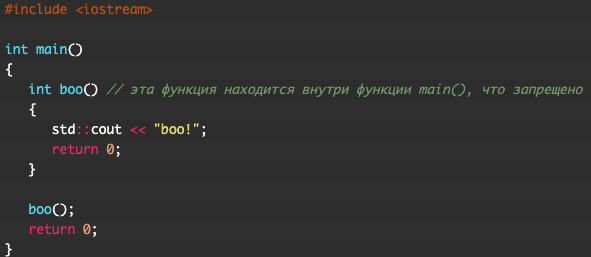 #include <iostream>

int main()
{
   int boo() // эта функция находится внутри функции main(), что запрещено
   {
      std::cout << "boo!";
      return 0;
   }

   boo();
   return 0;
}